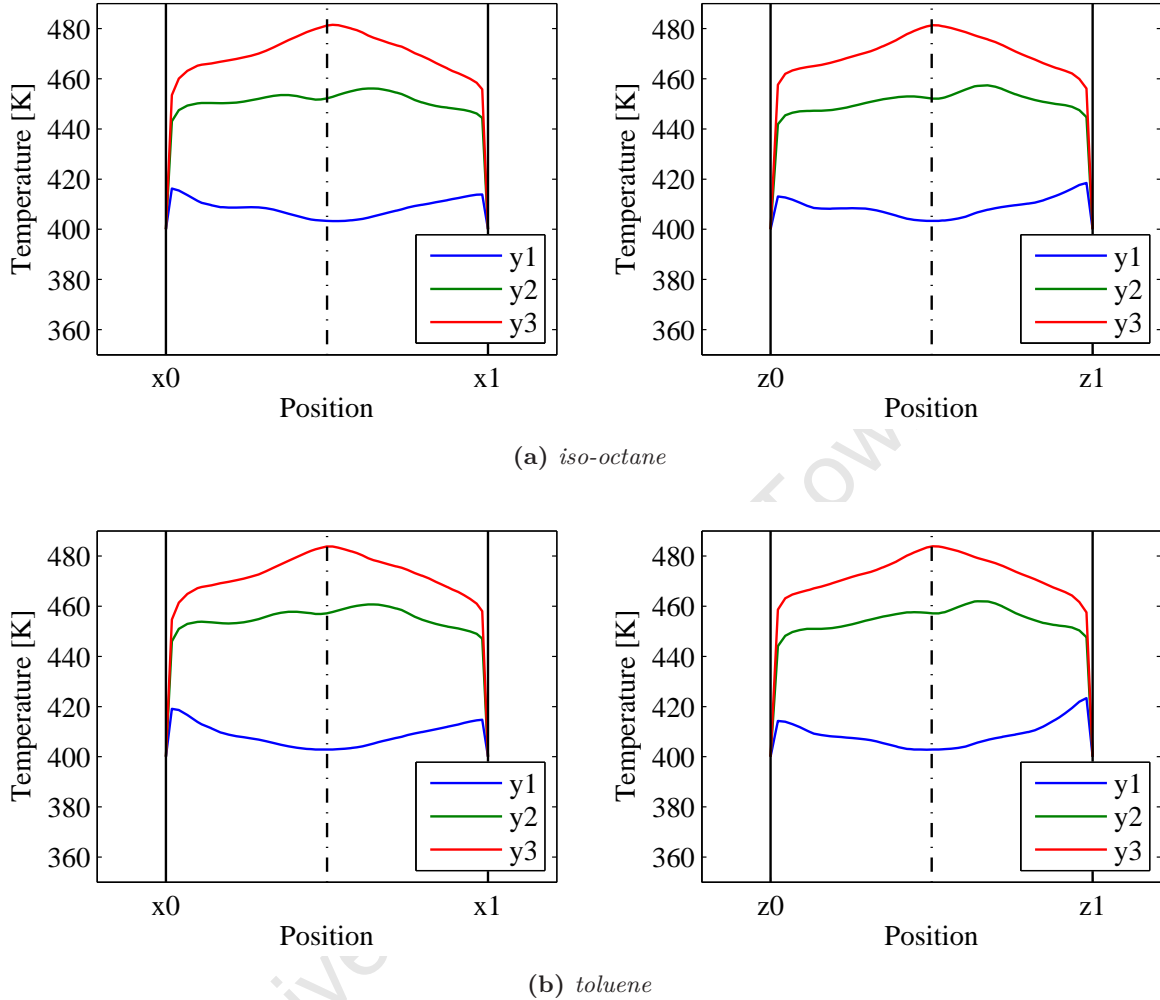 480
460
440
420
400
380
360
Temperature [K]
x0
x1
Position
y1
y2
y3
480
460
440
420
400
380
360
Temperature [K]
z0
z1
Position
y1
y2
y3
(a) iso-octane
480
460
440
420
400
380
360
Temperature [K]
x0
x1
Position
y1
y2
y3
480
460
440
420
400
380
360
Temperature [K]
z0
z1
Position
y1
y2
y3
(b) toluene